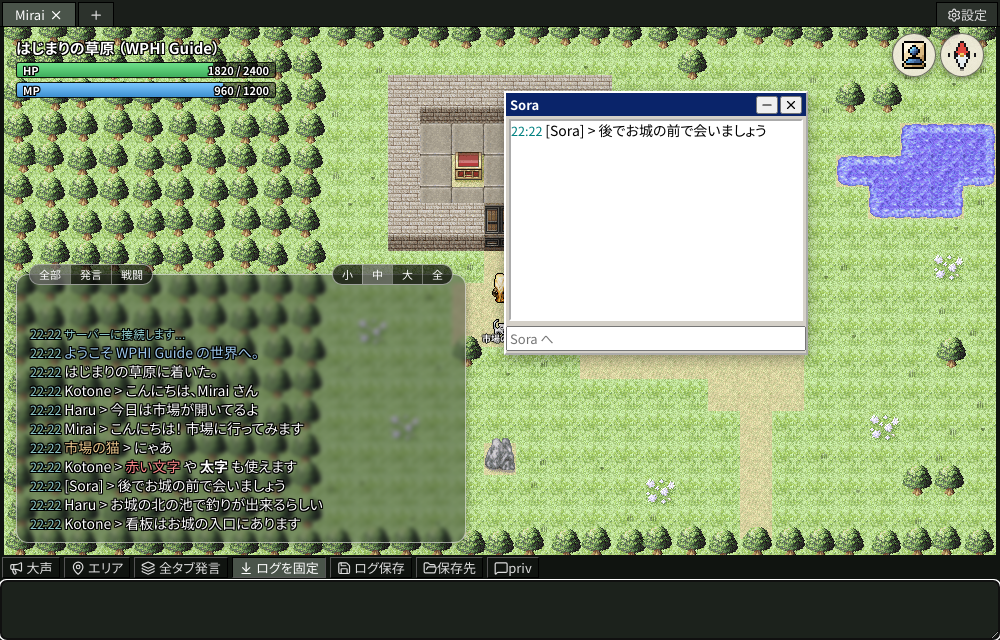 Mirai ×
+
設定
はじまりの草原 (WPHI Guide)
HP 1820 / 2400
MP 960 / 1200
Sora
22:22 [Sora] > 後でお城の前で会いましょう
Sora へ
全部 発言 戦闘
小 中 大 全
22:22 サーバーに接続します...
22:22 ようこそ WPHI Guide の世界へ。
22:22 はじまりの草原に着いた。
22:22 Kotone > こんにちは、Mirai さん
22:22 Haru > 今日は市場が開いてるよ
22:22 Mirai > こんにちは! 市場に行ってみます
22:22 市場の猫 > にゃあ
22:22 Kotone > 赤い文字 や 太字 も使えます
22:22 [Sora] > 後でお城の前で会いましょう
22:22 Haru > お城の北の池で釣りが出来るらしい
22:22 Kotone > 看板はお城の入口にあります
大声 エリア 全タブ発言 ログを固定 ログ保存 保存先 priv